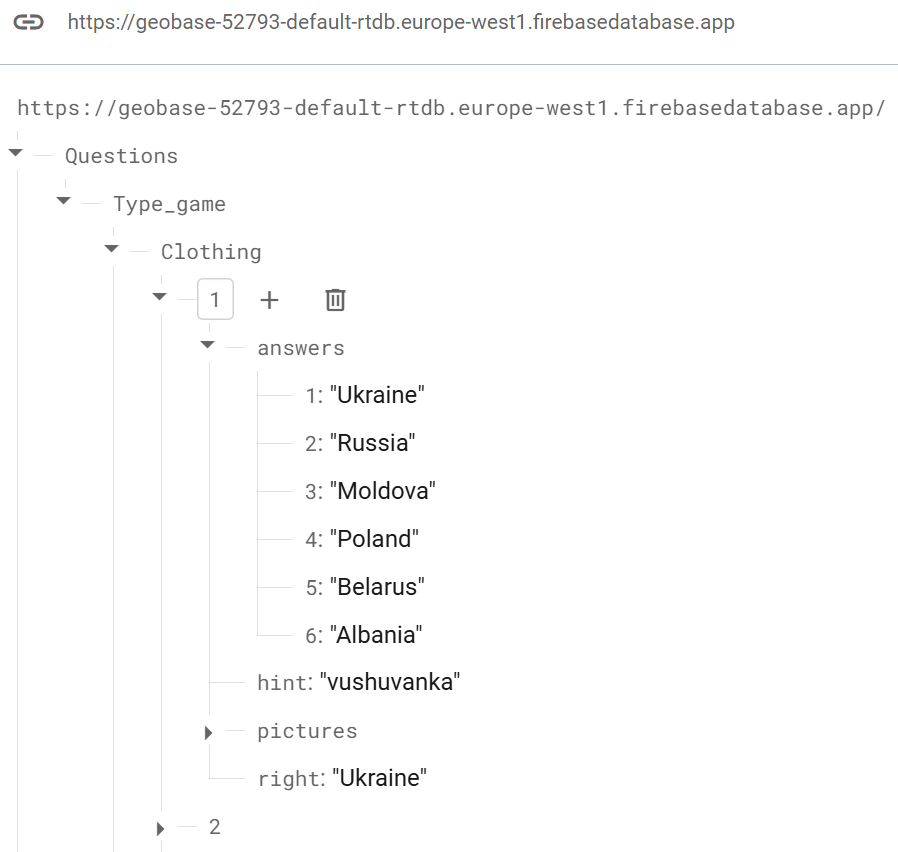 https://geobase-52793-default-rtdb.europe-west1.firebasedatabase.app
https://geobase-52793-default-rtdb.europe-west1.firebasedatabase.app/
Questions
Type_game
Clothing
1
answers
1: "Ukraine"
2: "Russia"
3: "Moldova"
4: "Poland"
5: "Belarus"
6: "Albania"
hint: "vushuvanka"
pictures
right: "Ukraine"
2